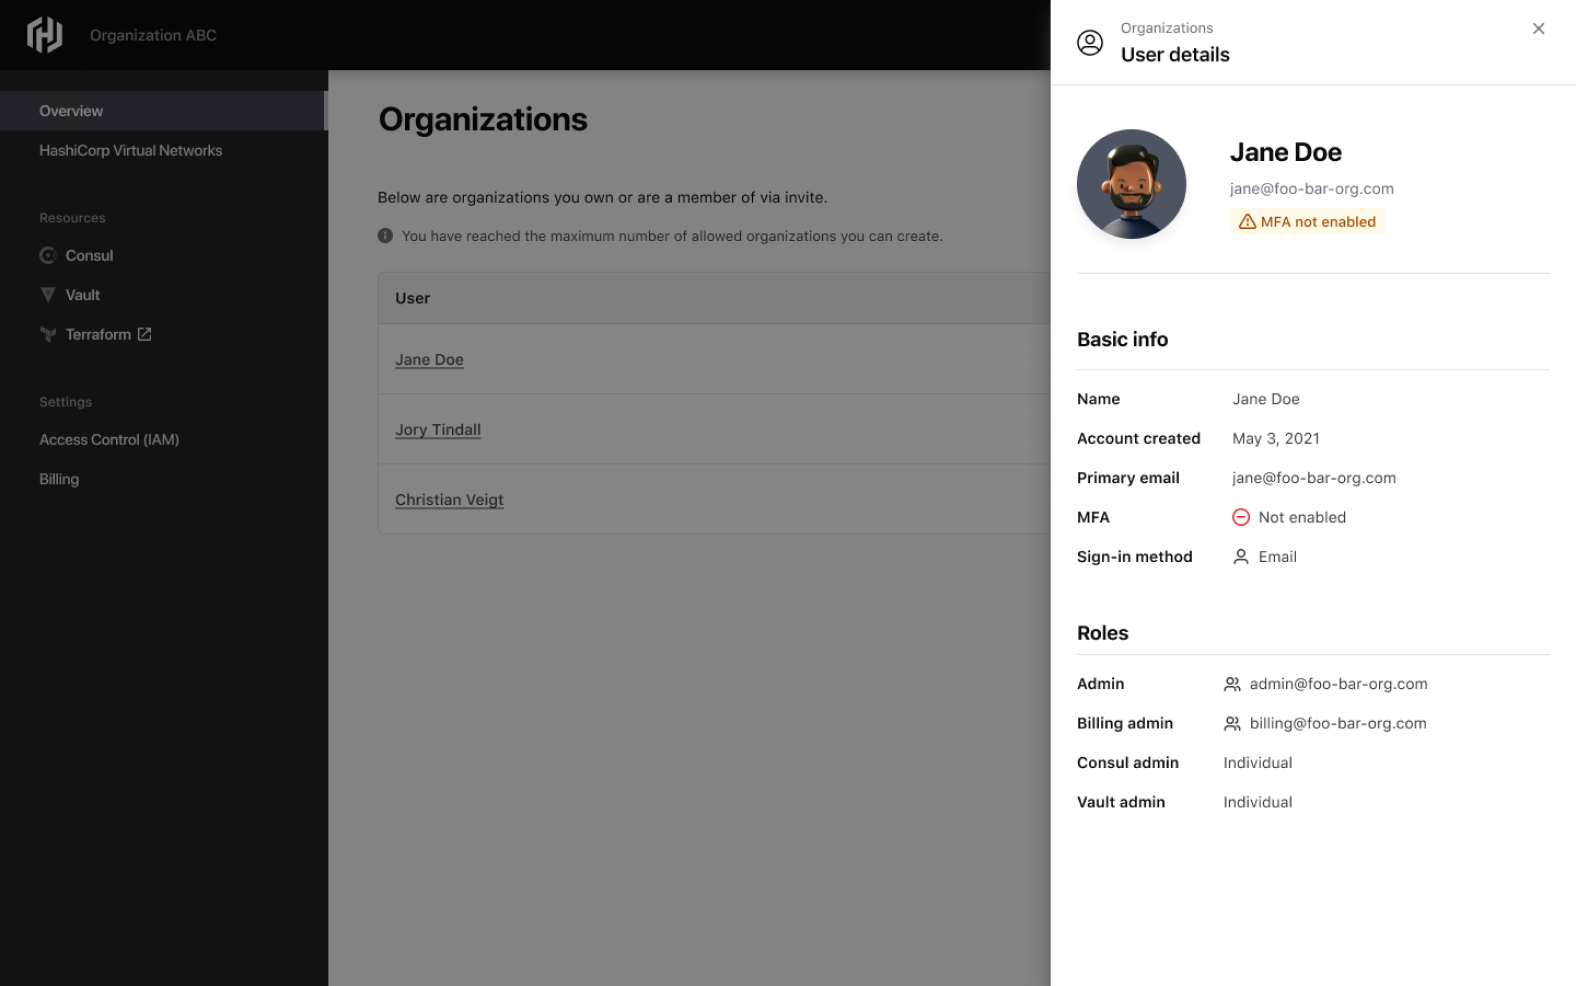 Organization ABC
Overview
HashiCorp Virtual Networks
Resources
Consul
Vault
Terraform
Settings
Access Control (IAM)
Billing
Organizations
Below are organizations you own or are a member of via invite.
You have reached the maximum number of allowed organizations you can create.
User
Jane Doe
Jory Tindall
Christian Veigt
Organizations
User details
Jane Doe
jane@foo-bar-org.com
MFA not enabled
Basic info
Name Jane Doe
Account created May 3, 2021
Primary email jane@foo-bar-org.com
MFA Not enabled
Sign-in method Email
Roles
Admin admin@foo-bar-org.com
Billing admin billing@foo-bar-org.com
Consul admin Individual
Vault admin Individual